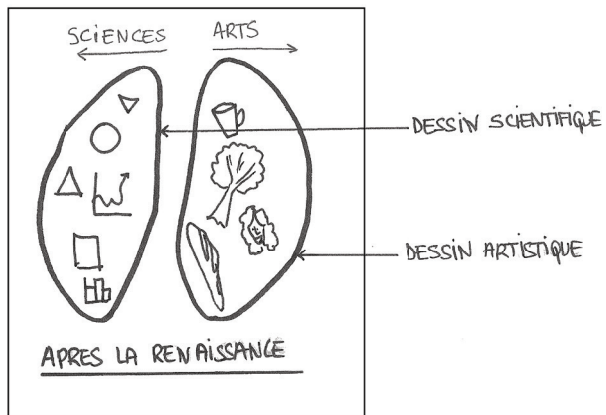 SCIENCES
ARTS
DESSIN SCIENTIFIQUE
DESSIN ARTISTIQUE
APRES LA RENAISSANCE